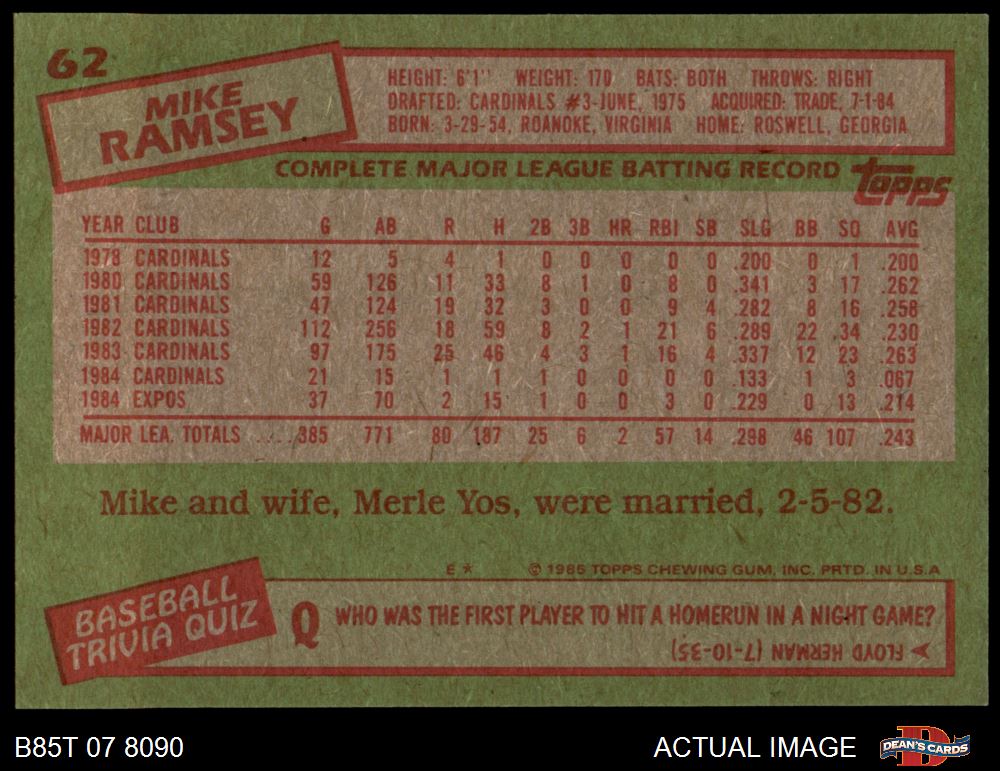 62
MIKE
RAMSEY
HEIGHT: 6'1" WEIGHT: 170 BATS: BOTH THROWS: RIGHT
DRAFTED: CARDINALS #3-JUNE, 1975 ACQUIRED: TRADE, 7-1-84
BORN: 3-29-54, ROANOKE, VIRGINIA HOME: ROSWELL, GEORGIA
COMPLETE MAJOR LEAGUE BATTING RECORD topps
YEAR CLUB G AB R H 2B 3B HR RBI SB SLG BB SO AVG
1978 CARDINALS 12 5 4 1 0 0 0 0 0 .200 0 1 .200
1980 CARDINALS 59 126 11 33 8 1 0 8 0 .341 3 17 .262
1981 CARDINALS 47 124 19 32 3 0 0 9 4 .282 8 16 .258
1982 CARDINALS 112 256 18 59 8 2 1 21 6 .289 22 34 .230
1983 CARDINALS 97 175 25 46 4 3 1 16 4 .337 12 23 .263
1984 CARDINALS 21 15 1 1 1 0 0 0 0 .133 1 3 .067
1984 EXPOS 37 70 2 15 1 0 0 3 0 .229 0 13 .214
MAJOR LEA. TOTALS .... 385 771 80 187 25 6 2 57 14 .298 46 107 .243
Mike and wife, Merle Yos, were married, 2-5-82.
E * © 1985 TOPPS CHEWING GUM, INC. PRTD. IN U.S.A
BASEBALL
TRIVIA QUIZ
Q WHO WAS THE FIRST PLAYER TO HIT A HOMERUN IN A NIGHT GAME?
FLOYD HERMAN (7-10-35)
B85T 07 8090 ACTUAL IMAGE DEAN'S CARDS